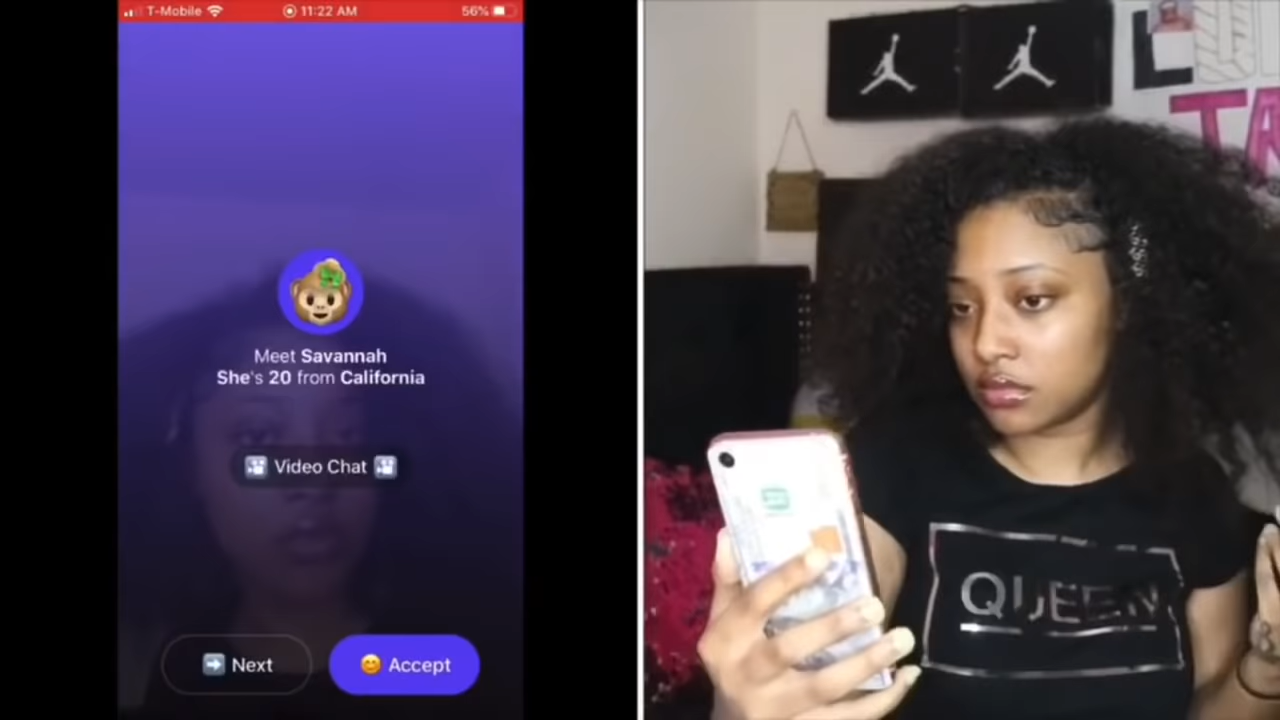 T-Mobile 11:22 AM 56%
Meet Savannah
She's 20 from California
Video Chat
Next Accept
QUEEN